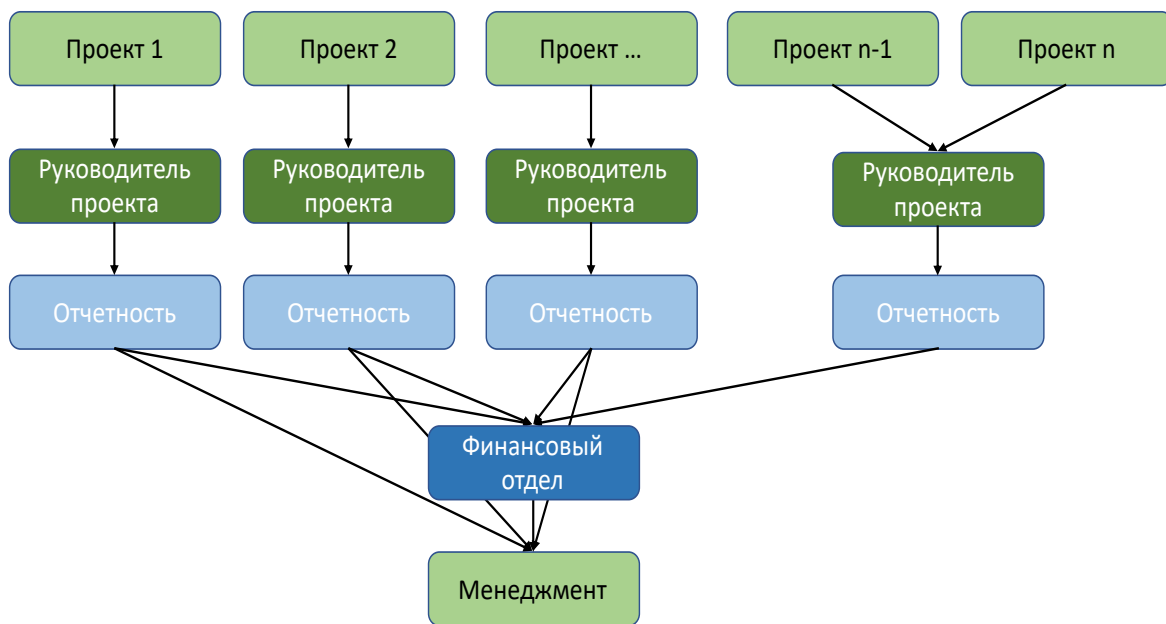 Проект 1
Проект 2
Проект ...
Проект n-1
Проект n
Руководитель
проекта
Руководитель
проекта
Руководитель
проекта
Руководитель
проекта
Отчетность
Отчетность
Отчетность
Отчетность
Финансовый
отдел
Менеджмент